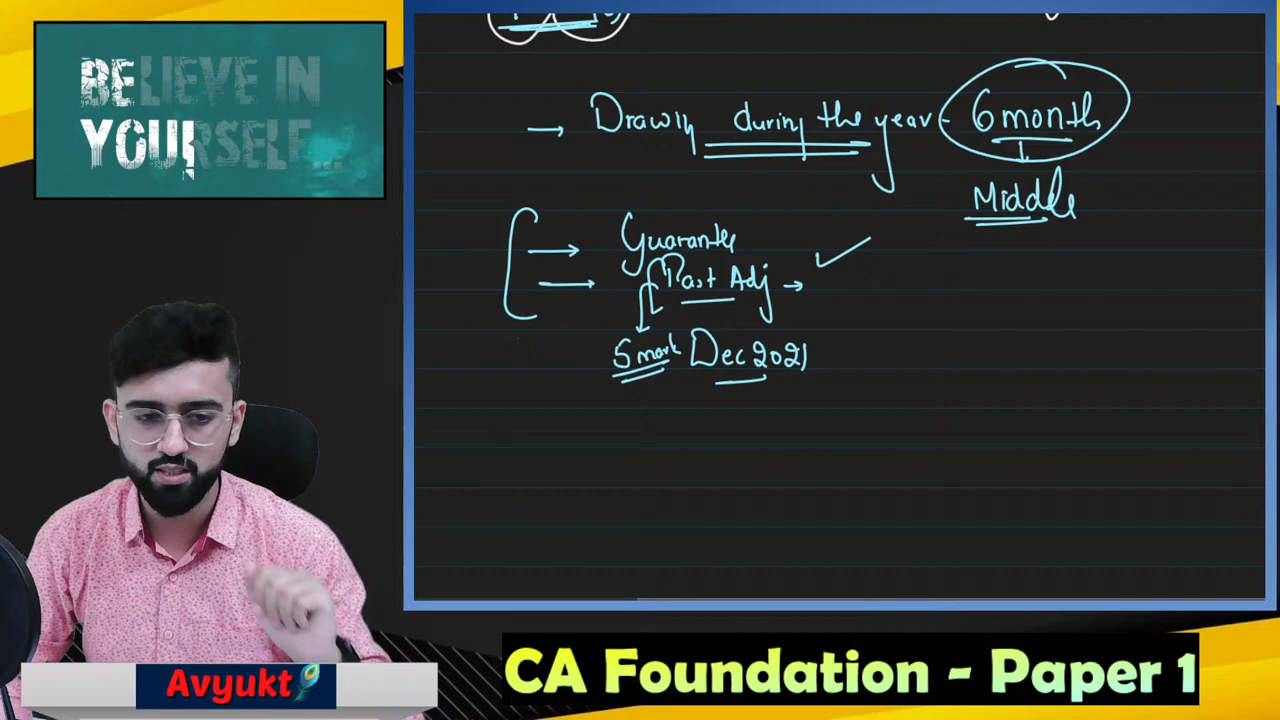 BELIEVE IN
YOURSELF...
→ Drawin during the year - 6 month
Middle
→ Guarantee
→ Past Adj →
5 mark Dec 2021
Avyukt
CA Foundation - Paper 1